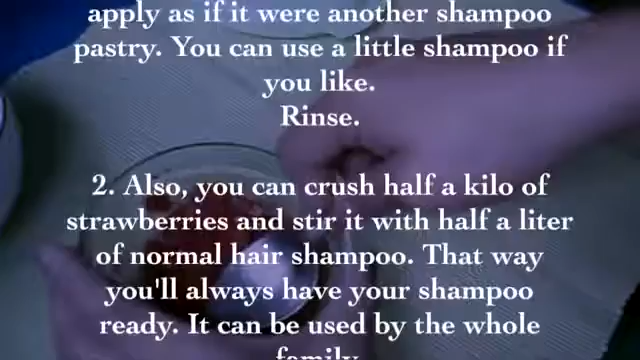 apply as if it were another shampoo
pastry. You can use a little shampoo if
you like.
Rinse.
2. Also, you can crush half a kilo of
strawberries and stir it with half a liter
of normal hair shampoo. That way
you'll always have your shampoo
ready. It can be used by the whole
family